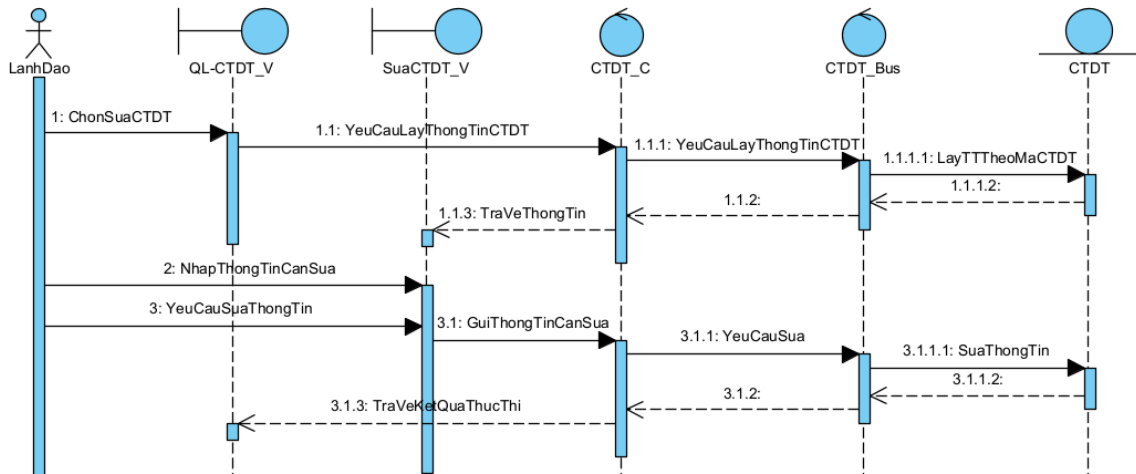 LanhDao
QL-CTDT_V
SuaCTDT_V
CTDT_C
CTDT_Bus
CTDT
1: ChonSuaCTDT
1.1: YeuCauLayThongTinCTDT
1.1.1: YeuCauLayThongTinCTDT
1.1.1.1: LayTTTheoMaCTDT
1.1.1.2:
1.1.2:
1.1.3: TraVeThongTin
2: NhapThongTinCanSua
3: YeuCauSuaThongTin
3.1: GuiThongTinCanSua
3.1.1: YeuCauSua
3.1.1.1: SuaThongTin
3.1.1.2:
3.1.2:
3.1.3: TraVeKetQuaThucThi